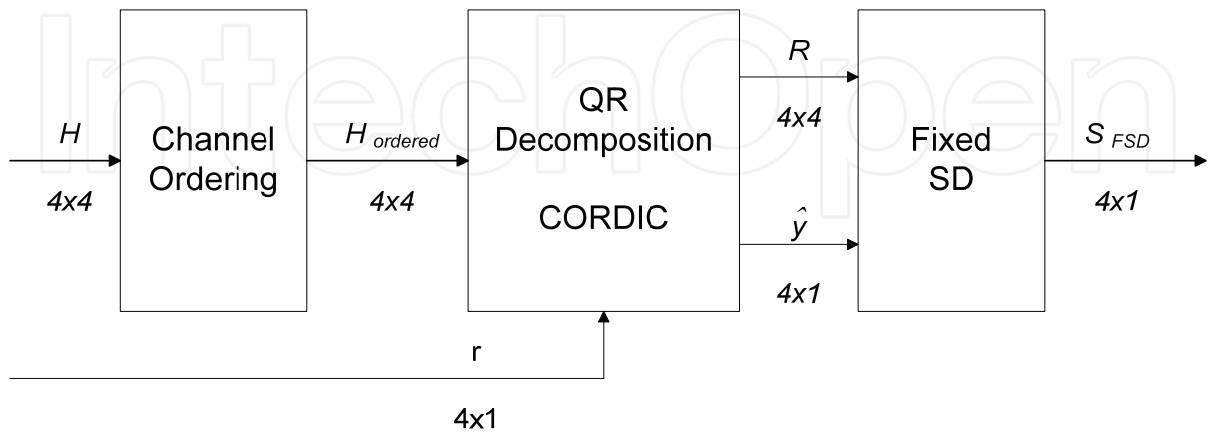 IntechOpen
H
4x4
Channel
Ordering
H ordered
4x4
QR
Decomposition
CORDIC
R
4x4
ŷ
4x1
Fixed
SD
S FSD
4x1
r
4x1